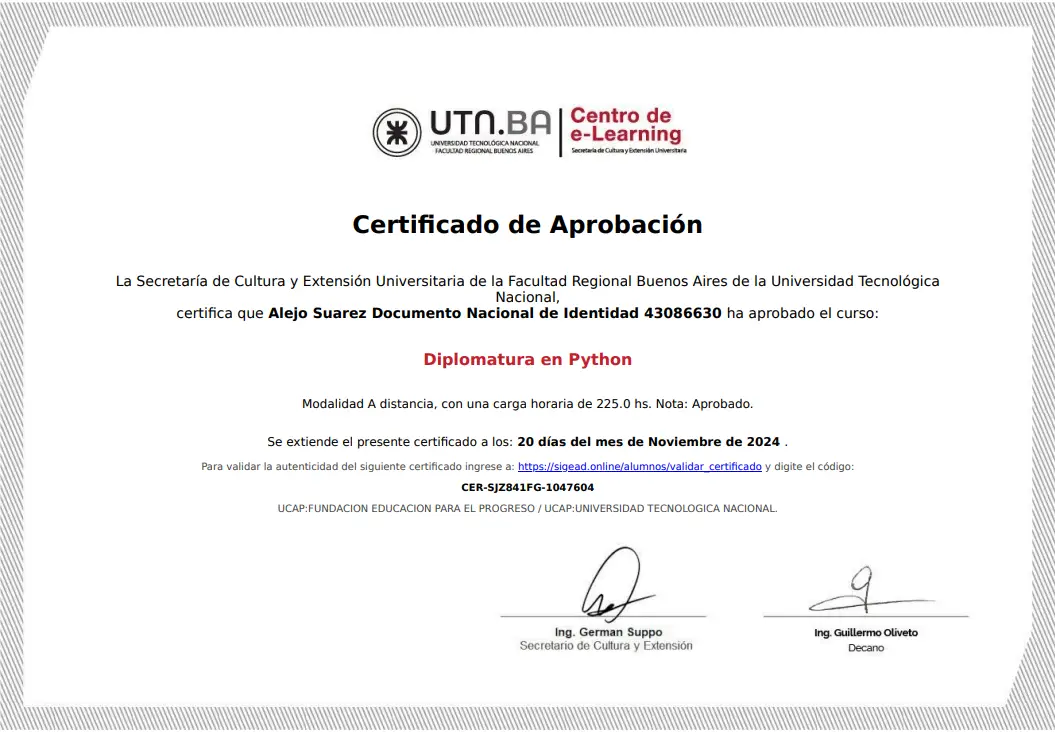 UTN.BA
UNIVERSIDAD TECNOLÓGICA NACIONAL
FACULTAD REGIONAL BUENOS AIRES
Centro de
e-Learning
Secretaría de Cultura y Extensión Universitaria
Certificado de Aprobación
La Secretaría de Cultura y Extensión Universitaria de la Facultad Regional Buenos Aires de la Universidad Tecnológica
Nacional,
certifica que Alejo Suarez Documento Nacional de Identidad 43086630 ha aprobado el curso:
Diplomatura en Python
Modalidad A distancia, con una carga horaria de 225.0 hs. Nota: Aprobado.
Se extiende el presente certificado a los: 20 días del mes de Noviembre de 2024 .
Para validar la autenticidad del siguiente certificado ingrese a: https://sigead.online/alumnos/validar_certificado y digite el código:
CER-SJZ841FG-1047604
UCAP:FUNDACION EDUCACION PARA EL PROGRESO / UCAP:UNIVERSIDAD TECNOLOGICA NACIONAL.
Ing. German Suppo
Secretario de Cultura y Extensión
Ing. Guillermo Oliveto
Decano